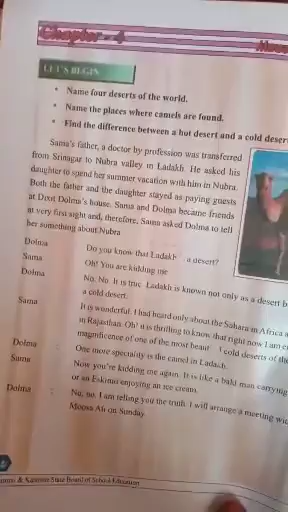 Chapter - 4
LET'S BEGIN
• Name four deserts of the world.
• Name the places where camels are found.
• Find the difference between a hot desert and a cold deser
Sama's father, a doctor by profession was transferred
from Srinagar to Nubra valley in Ladakh. He asked his
daughter to spend her summer vacation with him in Nubra.
Both the father and the daughter stayed as paying guests
at Dolma's house. Sama and Dolma became friends
at very first sight and, therefore, Sama asked Dolma to tell
her something about Nubra
Dolma Do you know that Ladakh a desert?
Sama Oh! You are kidding me
Dolma No, No. It is true. Ladakh is known not only as a desert b
a cold desert.
Sama It is wonderful. I had heard only about the Sahara in Africa a
in Rajasthan. Oh! it is thrilling to know that right now I am
magnificence of one of the most beaut cold deserts of the
Dolma One more speciality is the camel in Ladakh.
Sama Now you're kidding me again. It is like a bald man carrying
or an Eskimo enjoying an ice cream.
Dolma : No, no. I am telling you the truth. I will arrange a meeting wit
Moosa Ali on Sunday
& Kashmir State Board of School Education